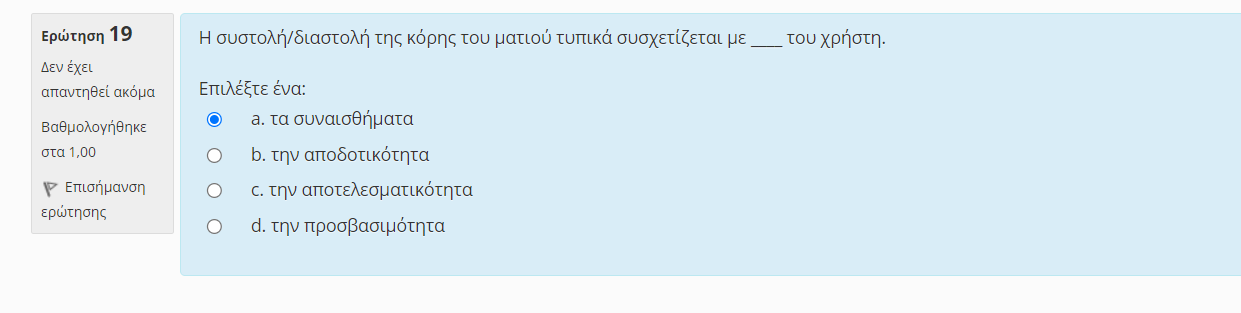 Ερώτηση 19
Δεν έχει
απαντηθεί ακόμα
Βαθμολογήθηκε
στα 1,00
Επισήμανση
ερώτησης
Η συστολή/διαστολή της κόρης του ματιού τυπικά συσχετίζεται με ____ του χρήστη.
Επιλέξτε ένα:
a. τα συναισθήματα
b. την αποδοτικότητα
c. την αποτελεσματικότητα
d. την προσβασιμότητα